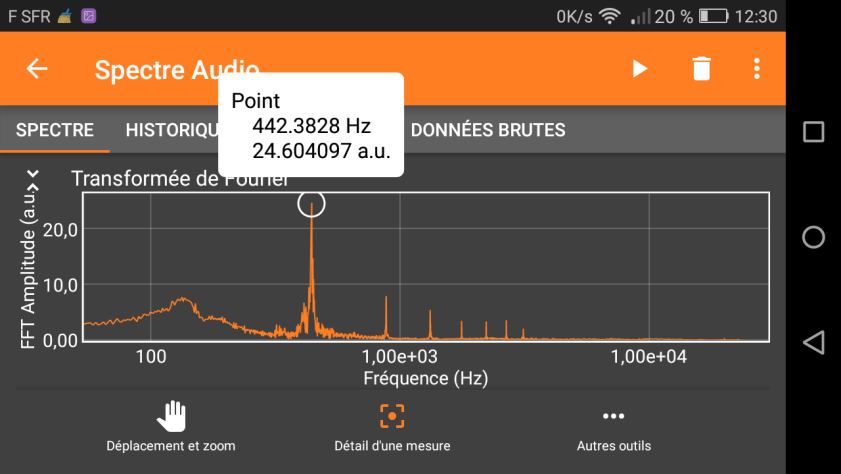 F SFR 0K/s 20 % 12:30
Spectre Audio
Point
442.3828 Hz
24.604097 a.u.
SPECTRE HISTORIQU DONNÉES BRUTES
Transformée de Fourier
FFT Amplitude (a.u.
20,0
10,0
0,00
100 1,00e+03 1,00e+04
Fréquence (Hz)
Déplacement et zoom Détail d'une mesure Autres outils